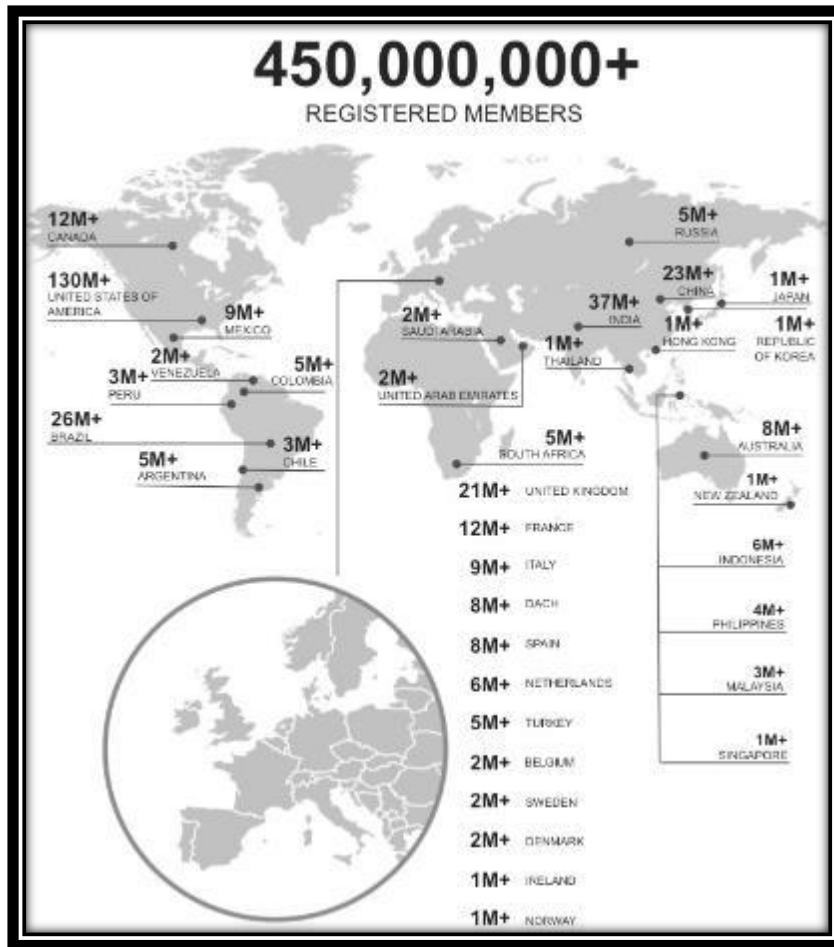 450,000,000+
REGISTERED MEMBERS
12M+
CANADA
130M+
UNITED STATES OF
AMERICA
9M+
MEXICO
2M+
VENEZUELA
5M+
COLOMBIA
3M+
PERU
26M+
BRAZIL
3M+
CHILE
5M+
ARGENTINA
5M+
RUSSIA
23M+
CHINA
1M+
JAPAN
37M+
INDIA
2M+
SAUDI ARABIA
1M+
HONG KONG
1M+
REPUBLIC
OF KOREA
1M+
THAILAND
2M+
UNITED ARAB EMIRATES
5M+
SOUTH AFRICA
8M+
AUSTRALIA
1M+
NEW ZEALAND
21M+ UNITED KINGDOM
12M+ FRANCE
9M+ ITALY
8M+ DACH
8M+ SPAIN
6M+ NETHERLANDS
5M+ TURKEY
2M+ BELGIUM
2M+ SWEDEN
2M+ DENMARK
1M+ IRELAND
1M+ NORWAY
6M+
INDONESIA
4M+
PHILIPPINES
3M+
MALAYSIA
1M+
SINGAPORE